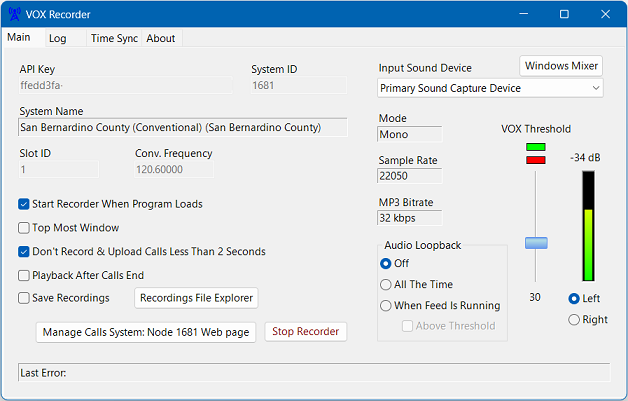 VOX Recorder
Main Log Time Sync About
API Key System ID
ffedd3fa- 1681
System Name
San Bernardino County (Conventional) (San Bernardino County)
Slot ID Conv. Frequency
1 120.60000
Start Recorder When Program Loads
Top Most Window
Don't Record & Upload Calls Less Than 2 Seconds
Playback After Calls End
Save Recordings Recordings File Explorer
Manage Calls System: Node 1681 Web page Stop Recorder
Input Sound Device Windows Mixer
Primary Sound Capture Device
Mode
Mono
Sample Rate
22050
MP3 Bitrate
32 kbps
Audio Loopback
Off
All The Time
When Feed Is Running
Above Threshold
VOX Threshold
-34 dB
30
Left
Right
Last Error: